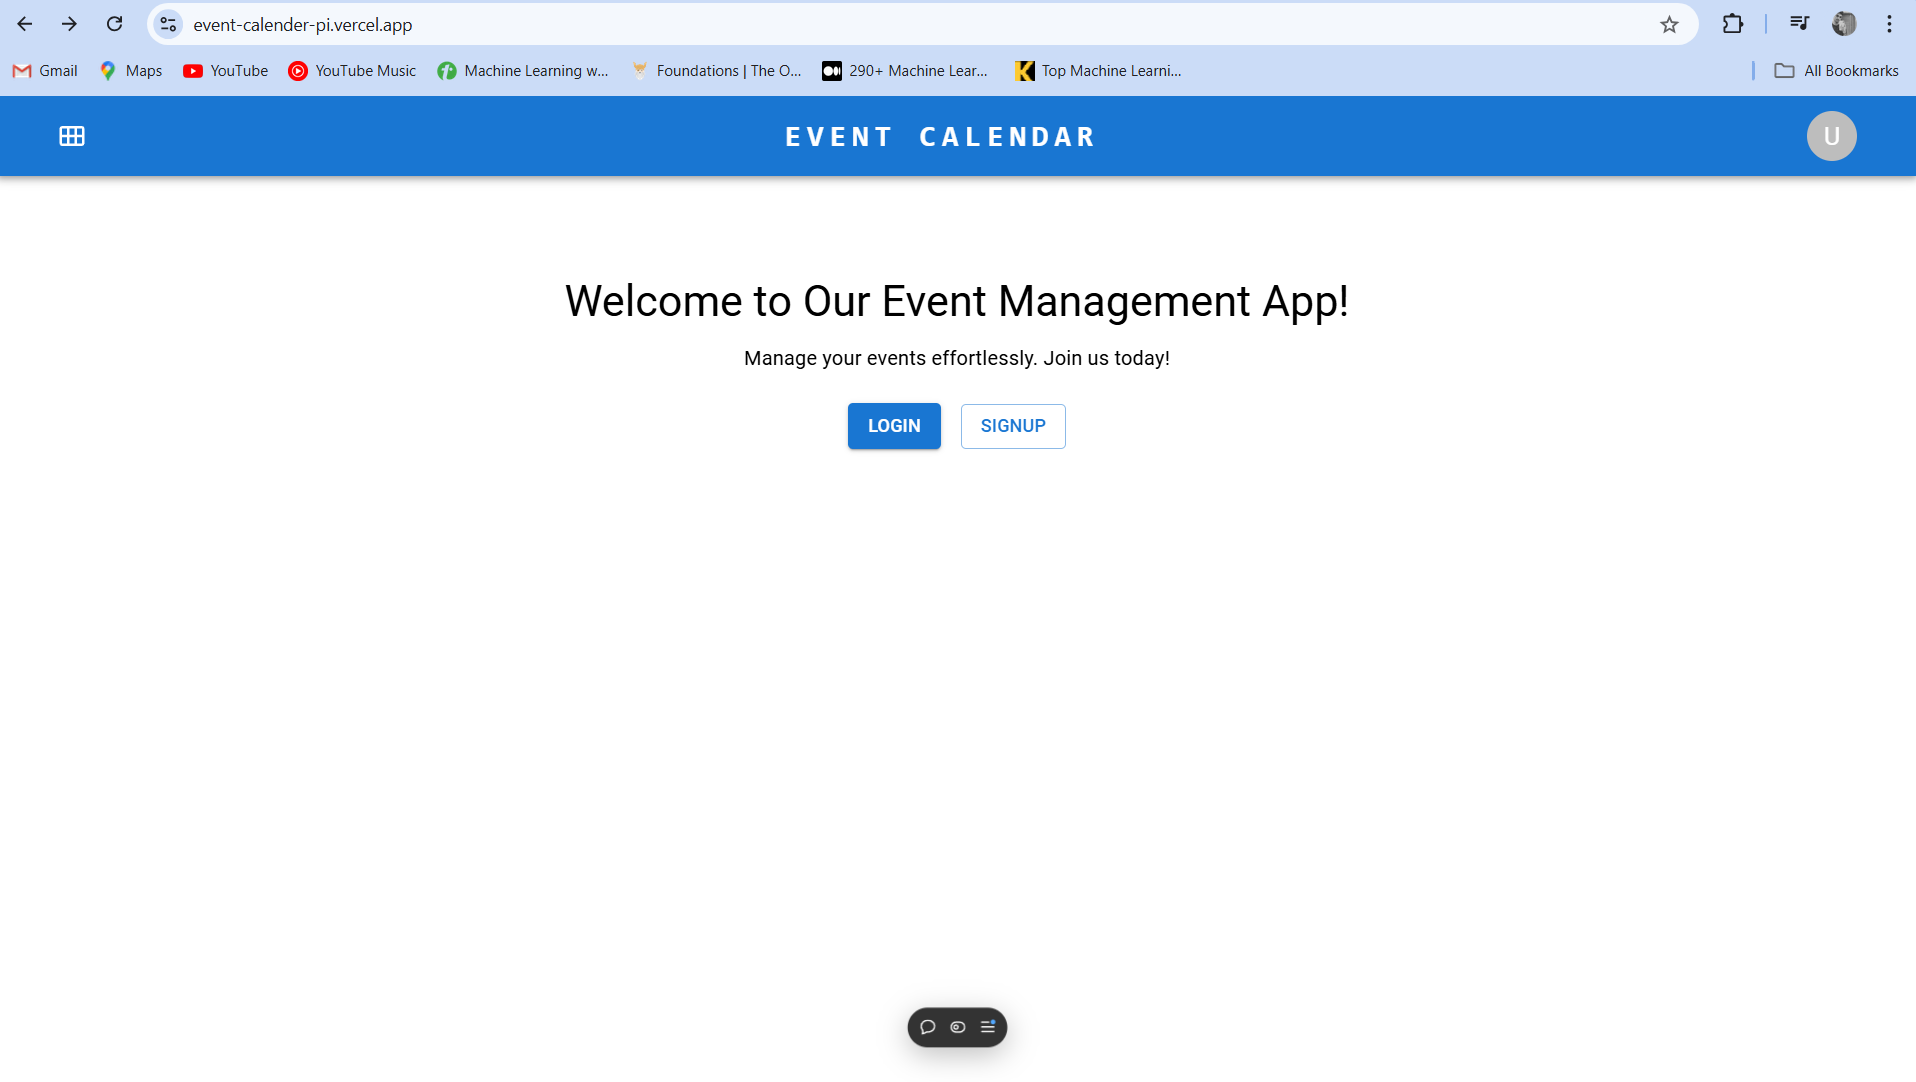 event-calender-pi.vercel.app
Gmail Maps YouTube YouTube Music Machine Learning w... Foundations | The O... 290+ Machine Lear... Top Machine Learni... All Bookmarks
EVENT CALENDAR U
Welcome to Our Event Management App!
Manage your events effortlessly. Join us today!
LOGIN SIGNUP